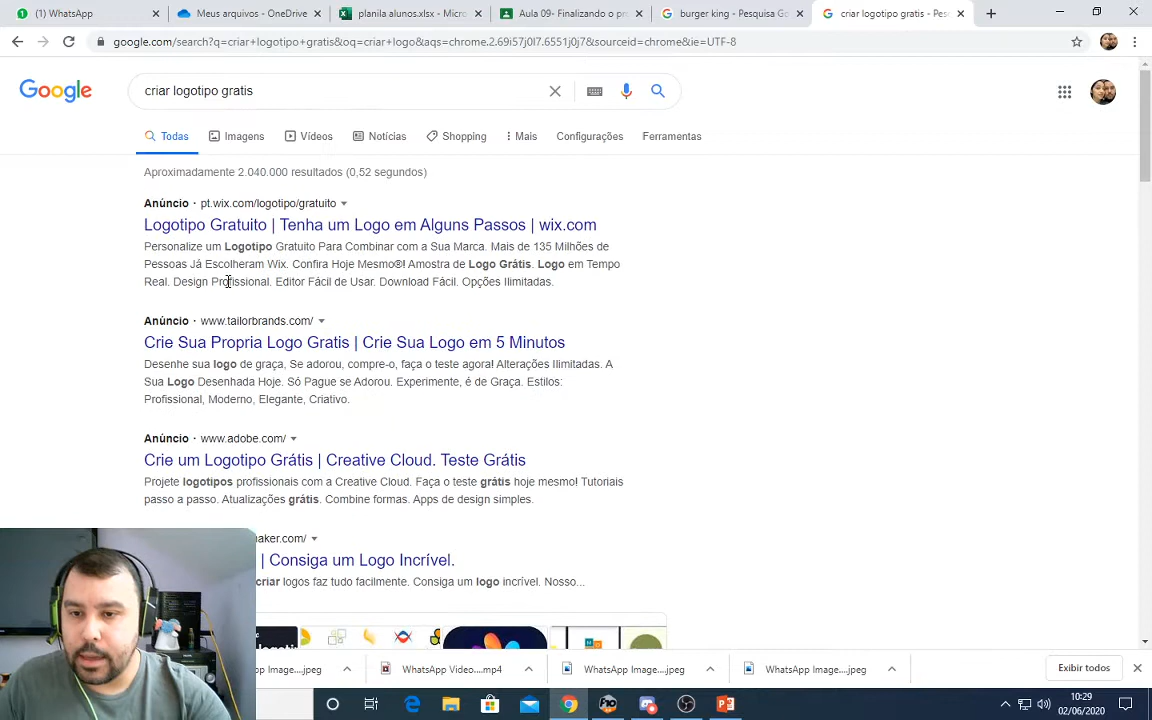 (1) WhatsApp
Meus arquivos - OneDrive
planila alunos.xlsx - Micro
Aula 09- Finalizando o pr
burger king - Pesquisa Go
criar logotipo gratis - Pes
google.com/search?q=criar+logotipo+gratis&oq=criar+logo&aqs=chrome.2.69i57j0l7.6551j0j7&sourceid=chrome&ie=UTF-8
Google
criar logotipo gratis
Todas
Imagens
Vídeos
Notícias
Shopping
Mais
Configurações
Ferramentas
Aproximadamente 2.040.000 resultados (0,52 segundos)
Anúncio · pt.wix.com/logotipo/gratuito
Logotipo Gratuito | Tenha um Logo em Alguns Passos | wix.com
Personalize um Logotipo Gratuito Para Combinar com a Sua Marca. Mais de 135 Milhões de
Pessoas Já Escolheram Wix. Confira Hoje Mesmo®! Amostra de Logo Grátis. Logo em Tempo
Real. Design Profissional. Editor Fácil de Usar. Download Fácil. Opções Ilimitadas.
Anúncio · www.tailorbrands.com/
Crie Sua Propria Logo Gratis | Crie Sua Logo em 5 Minutos
Desenhe sua logo de graça, Se adorou, compre-o, faça o teste agora! Alterações Ilimitadas. A
Sua Logo Desenhada Hoje. Só Pague se Adorou. Experimente, é de Graça. Estilos:
Profissional, Moderno, Elegante, Criativo.
Anúncio · www.adobe.com/
Crie um Logotipo Grátis | Creative Cloud. Teste Grátis
Projete logotipos profissionais com a Creative Cloud. Faça o teste grátis hoje mesmo! Tutoriais
passo a passo. Atualizações grátis. Combine formas. Apps de design simples.
aker.com/
| Consiga um Logo Incrível.
criar logos faz tudo facilmente. Consiga um logo incrível. Nosso...
WhatsApp Image....jpeg
WhatsApp Video....mp4
WhatsApp Image....jpeg
WhatsApp Image....jpeg
Exibir todos
10:29
02/06/2020